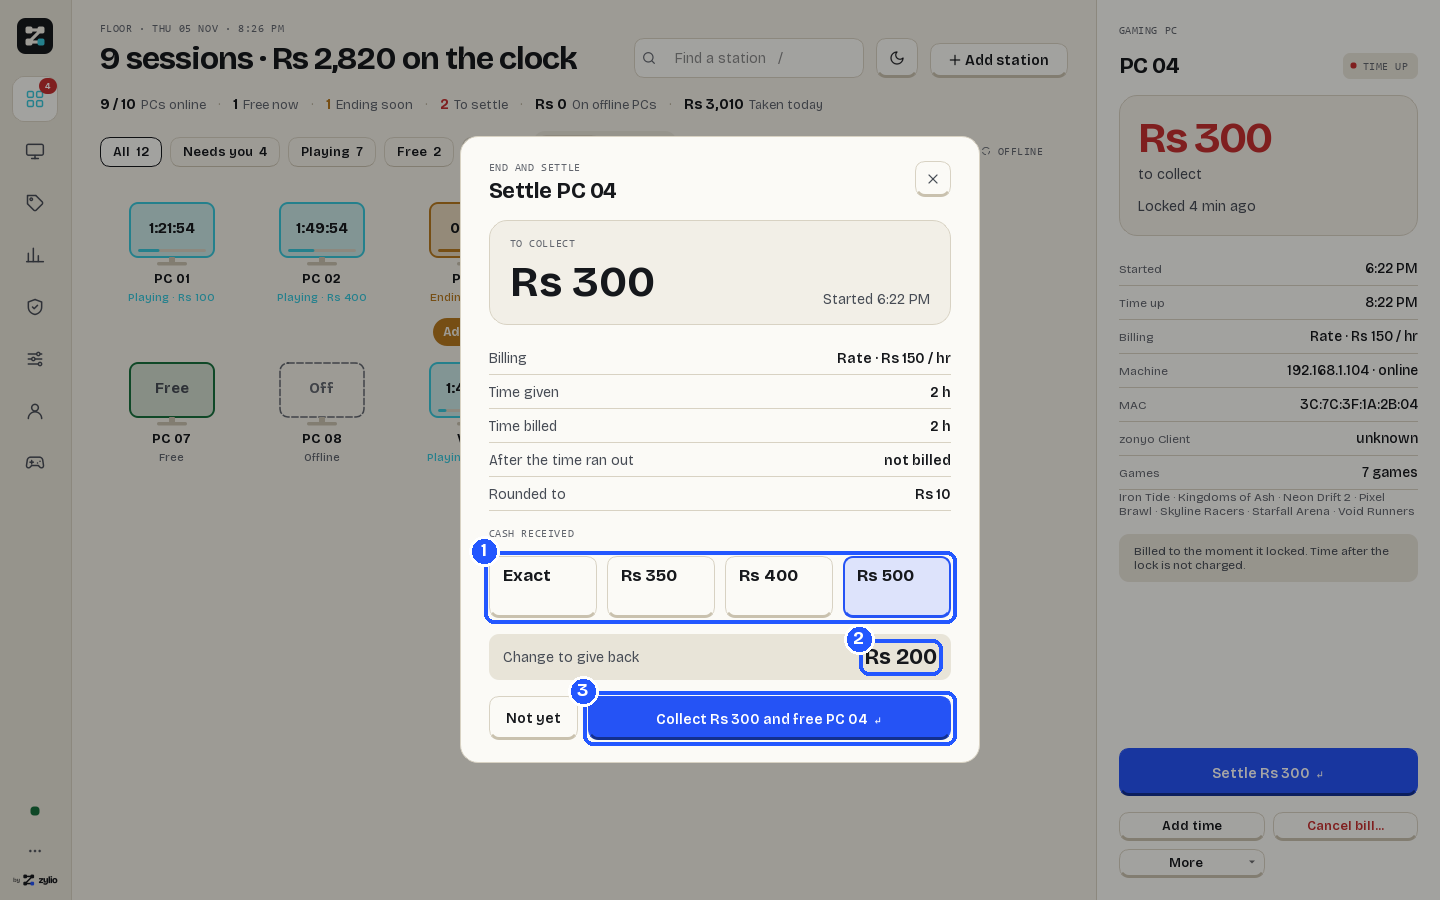 FLOOR · THU 05 NOV · 8:26 PM
9 sessions · Rs 2,820 on the clock
Find a station /
+ Add station
9 / 10 PCs online · 1 Free now · 1 Ending soon · 2 To settle · Rs 0 On offline PCs · Rs 3,010 Taken today
All 12
Needs you 4
Playing 7
Free 2
OFFLINE
4
1:21:54
PC 01
Playing · Rs 100
1:49:54
PC 02
Playing · Rs 400
Free
PC 07
Free
Off
PC 08
Offline
by zylio
END AND SETTLE
Settle PC 04
TO COLLECT
Rs 300
Started 6:22 PM
Billing Rate · Rs 150 / hr
Time given 2 h
Time billed 2 h
After the time ran out not billed
Rounded to Rs 10
CASH RECEIVED
1
Exact
Rs 350
Rs 400
Rs 500
Change to give back
2
Rs 200
3
Not yet
Collect Rs 300 and free PC 04
GAMING PC
PC 04
TIME UP
Rs 300
to collect
Locked 4 min ago
Started 6:22 PM
Time up 8:22 PM
Billing Rate · Rs 150 / hr
Machine 192.168.1.104 · online
MAC 3C:7C:3F:1A:2B:04
zonyo Client unknown
Games 7 games
Iron Tide · Kingdoms of Ash · Neon Drift 2 · Pixel
Brawl · Skyline Racers · Starfall Arena · Void Runners
Billed to the moment it locked. Time after the
lock is not charged.
Settle Rs 300
Add time
Cancel bill...
More